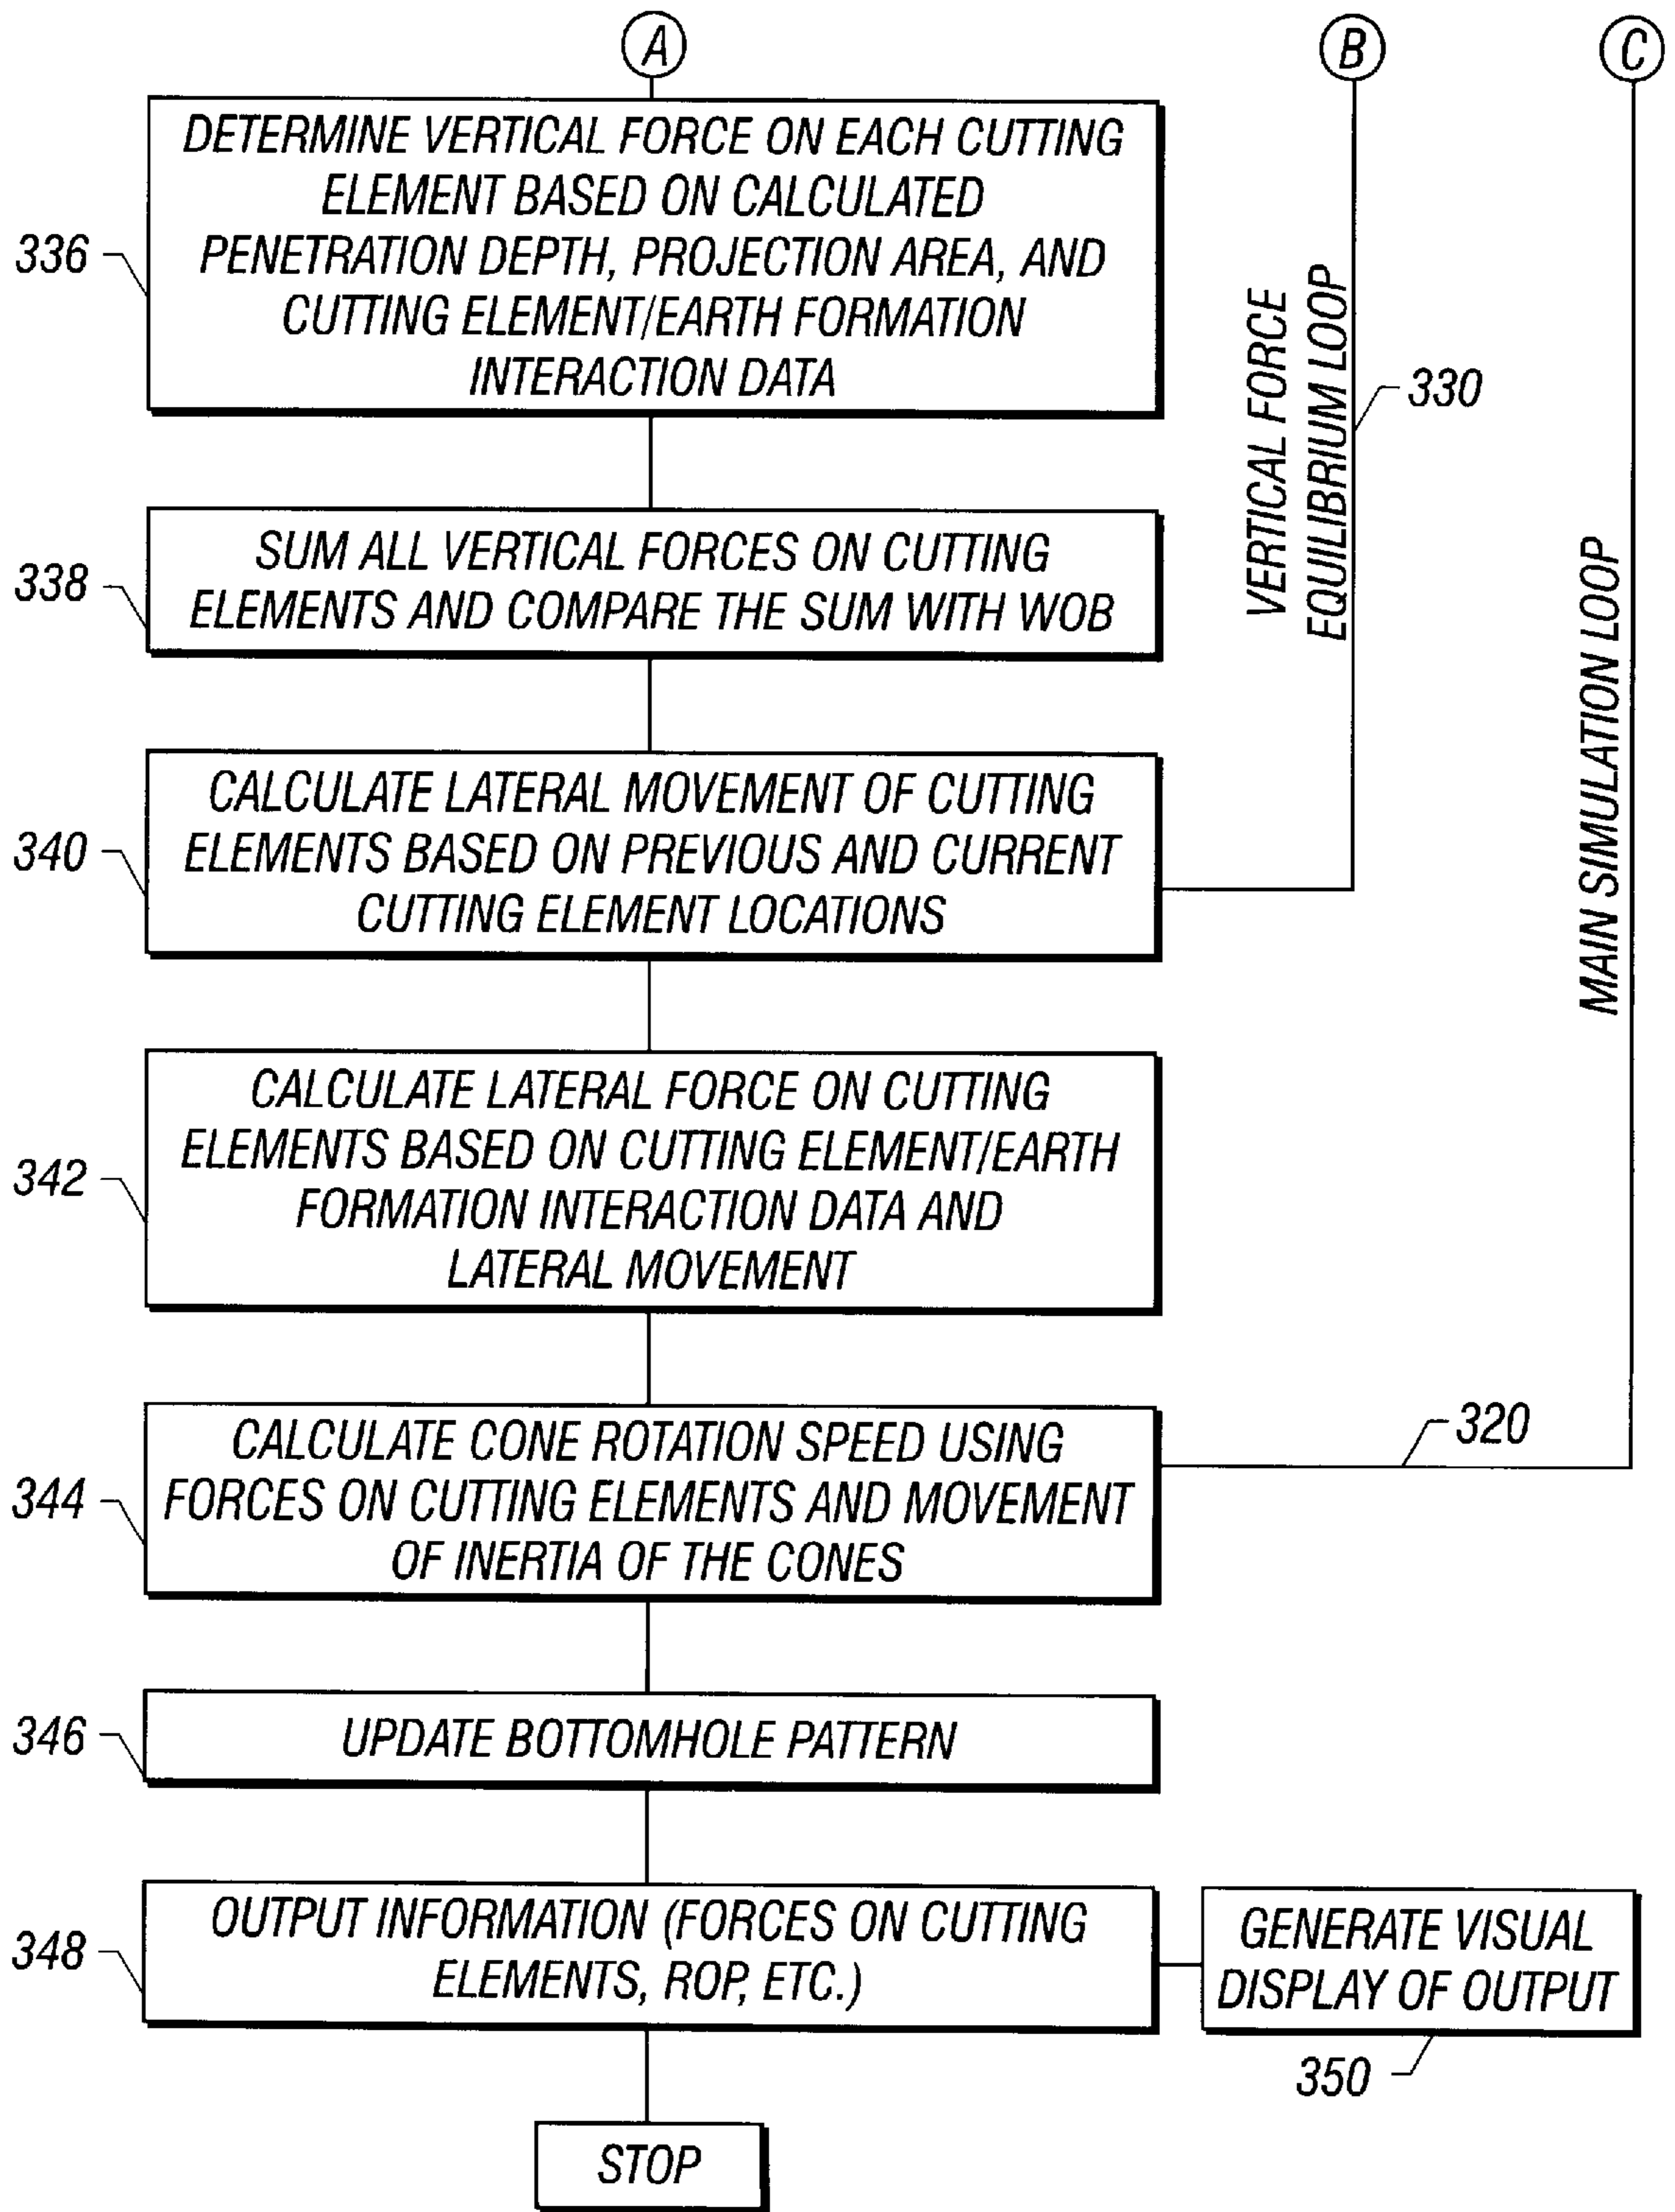 A
B
C
336
DETERMINE VERTICAL FORCE ON EACH CUTTING
ELEMENT BASED ON CALCULATED
PENETRATION DEPTH, PROJECTION AREA, AND
CUTTING ELEMENT/EARTH FORMATION
INTERACTION DATA
VERTICAL FORCE
EQUILIBRIUM LOOP
330
MAIN SIMULATION LOOP
338
SUM ALL VERTICAL FORCES ON CUTTING
ELEMENTS AND COMPARE THE SUM WITH WOB
340
CALCULATE LATERAL MOVEMENT OF CUTTING
ELEMENTS BASED ON PREVIOUS AND CURRENT
CUTTING ELEMENT LOCATIONS
342
CALCULATE LATERAL FORCE ON CUTTING
ELEMENTS BASED ON CUTTING ELEMENT/EARTH
FORMATION INTERACTION DATA AND
LATERAL MOVEMENT
344
CALCULATE CONE ROTATION SPEED USING
FORCES ON CUTTING ELEMENTS AND MOVEMENT
OF INERTIA OF THE CONES
320
346
UPDATE BOTTOMHOLE PATTERN
348
OUTPUT INFORMATION (FORCES ON CUTTING
ELEMENTS, ROP, ETC.)
GENERATE VISUAL
DISPLAY OF OUTPUT
350
STOP